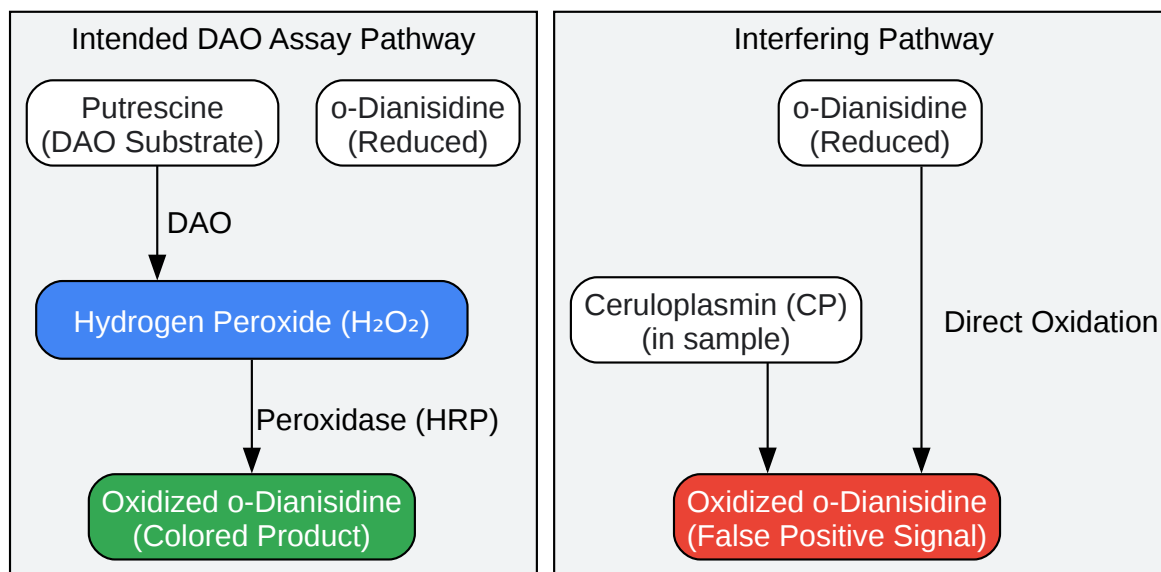 Intended DAO Assay Pathway
Putrescine
(DAO Substrate)
o-Dianisidine
(Reduced)
DAO
Hydrogen Peroxide (H₂O₂)
Peroxidase (HRP)
Oxidized o-Dianisidine
(Colored Product)
Interfering Pathway
o-Dianisidine
(Reduced)
Ceruloplasmin (CP)
(in sample)
Direct Oxidation
Oxidized o-Dianisidine
(False Positive Signal)